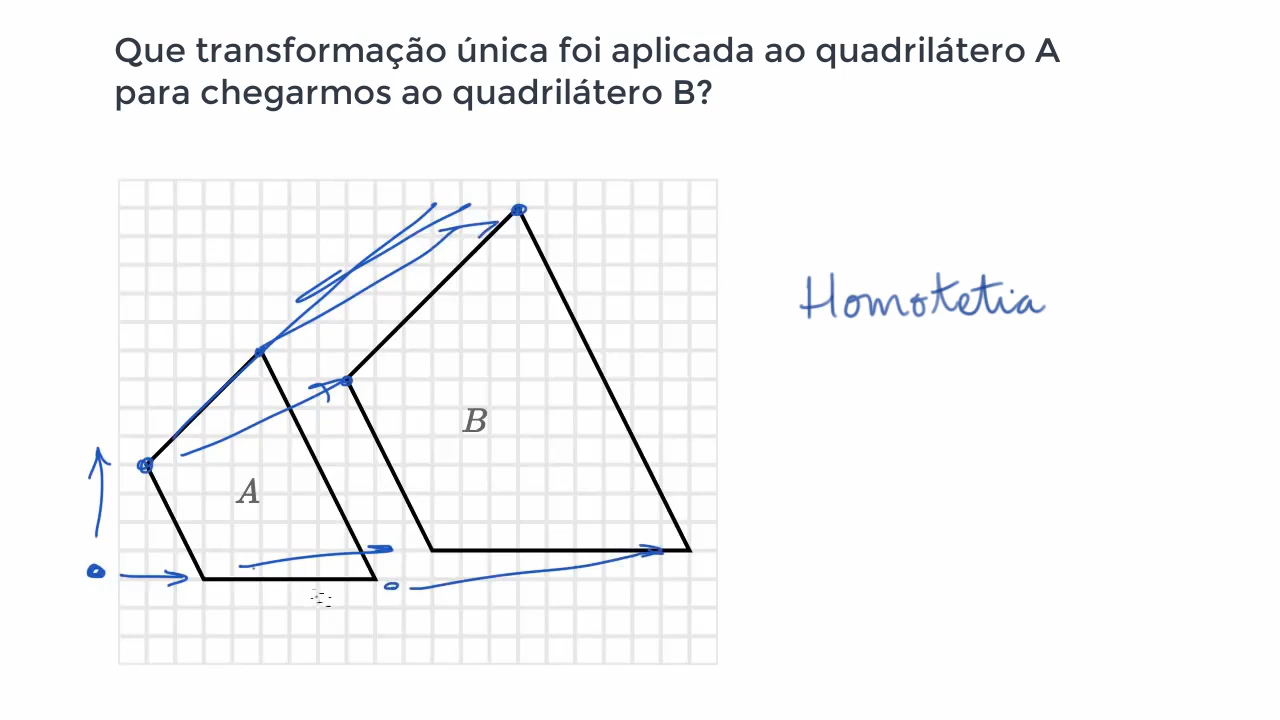 Que transformação única foi aplicada ao quadrilátero A
para chegarmos ao quadrilátero B?
Homotetia
B
A